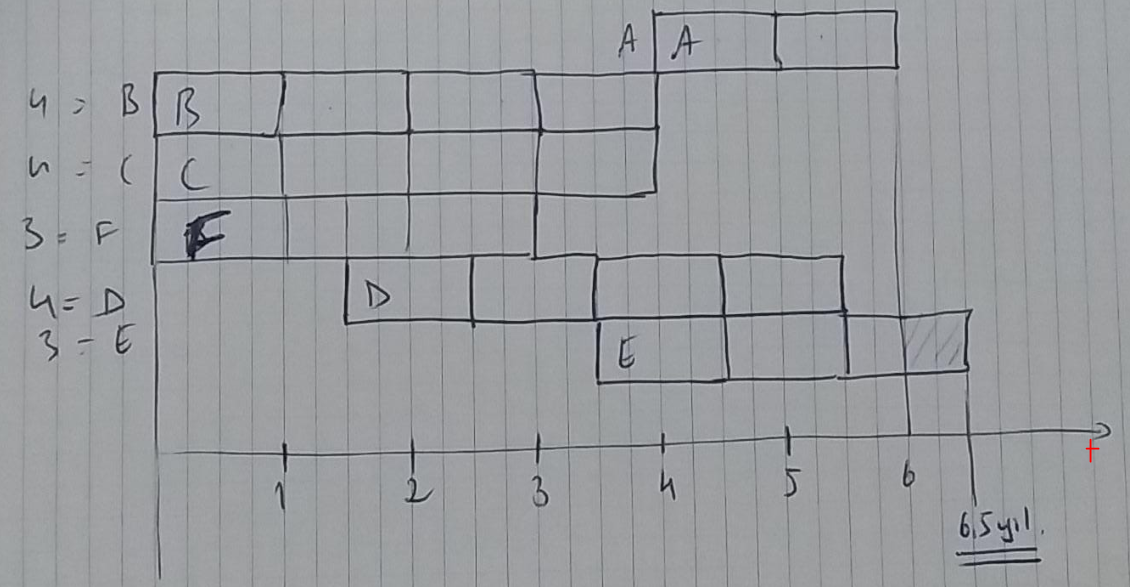 A A
4 = B B
4 = C C
3 = F F
4 = D D
3 = E E
1 2 3 4 5 6
+
6,5 yıl.